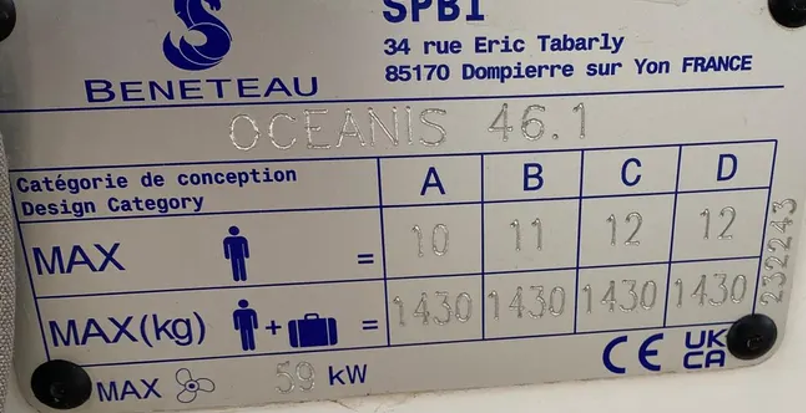 SPBI
34 rue Eric Tabarly
85170 Dompierre sur Yon FRANCE
BENETEAU
OCEANIS 46.1
Catégorie de conception
Design Category
A B C D
MAX = 10 11 12 12
MAX(kg) + = 1430 1430 1430 1430
232243
MAX 59 kW
CE UK
CA